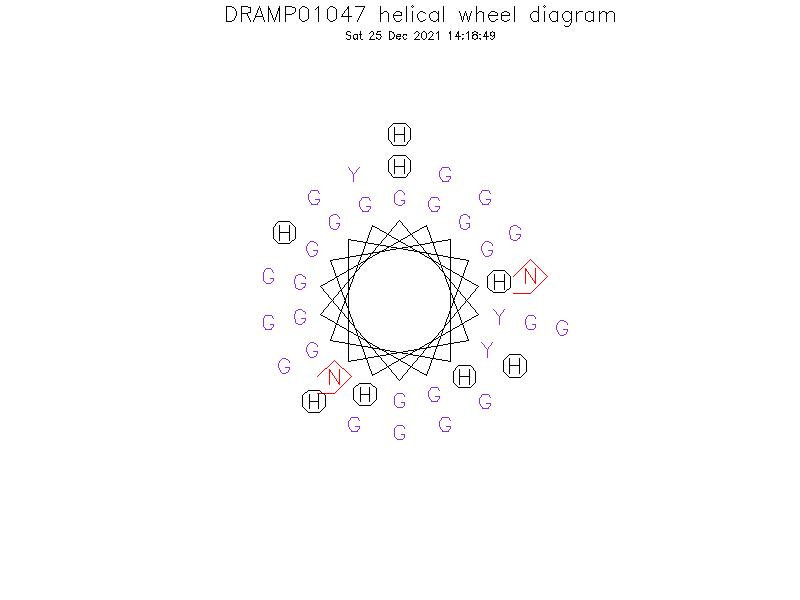 DRAMP01047 helical wheel diagram
Sat 25 Dec 2021 14:18:49
H
H
Y G
G G G G G
G G
H G
G G
G G H N
G G Y G G
G G Y H
N H
H H G G G
G G
G